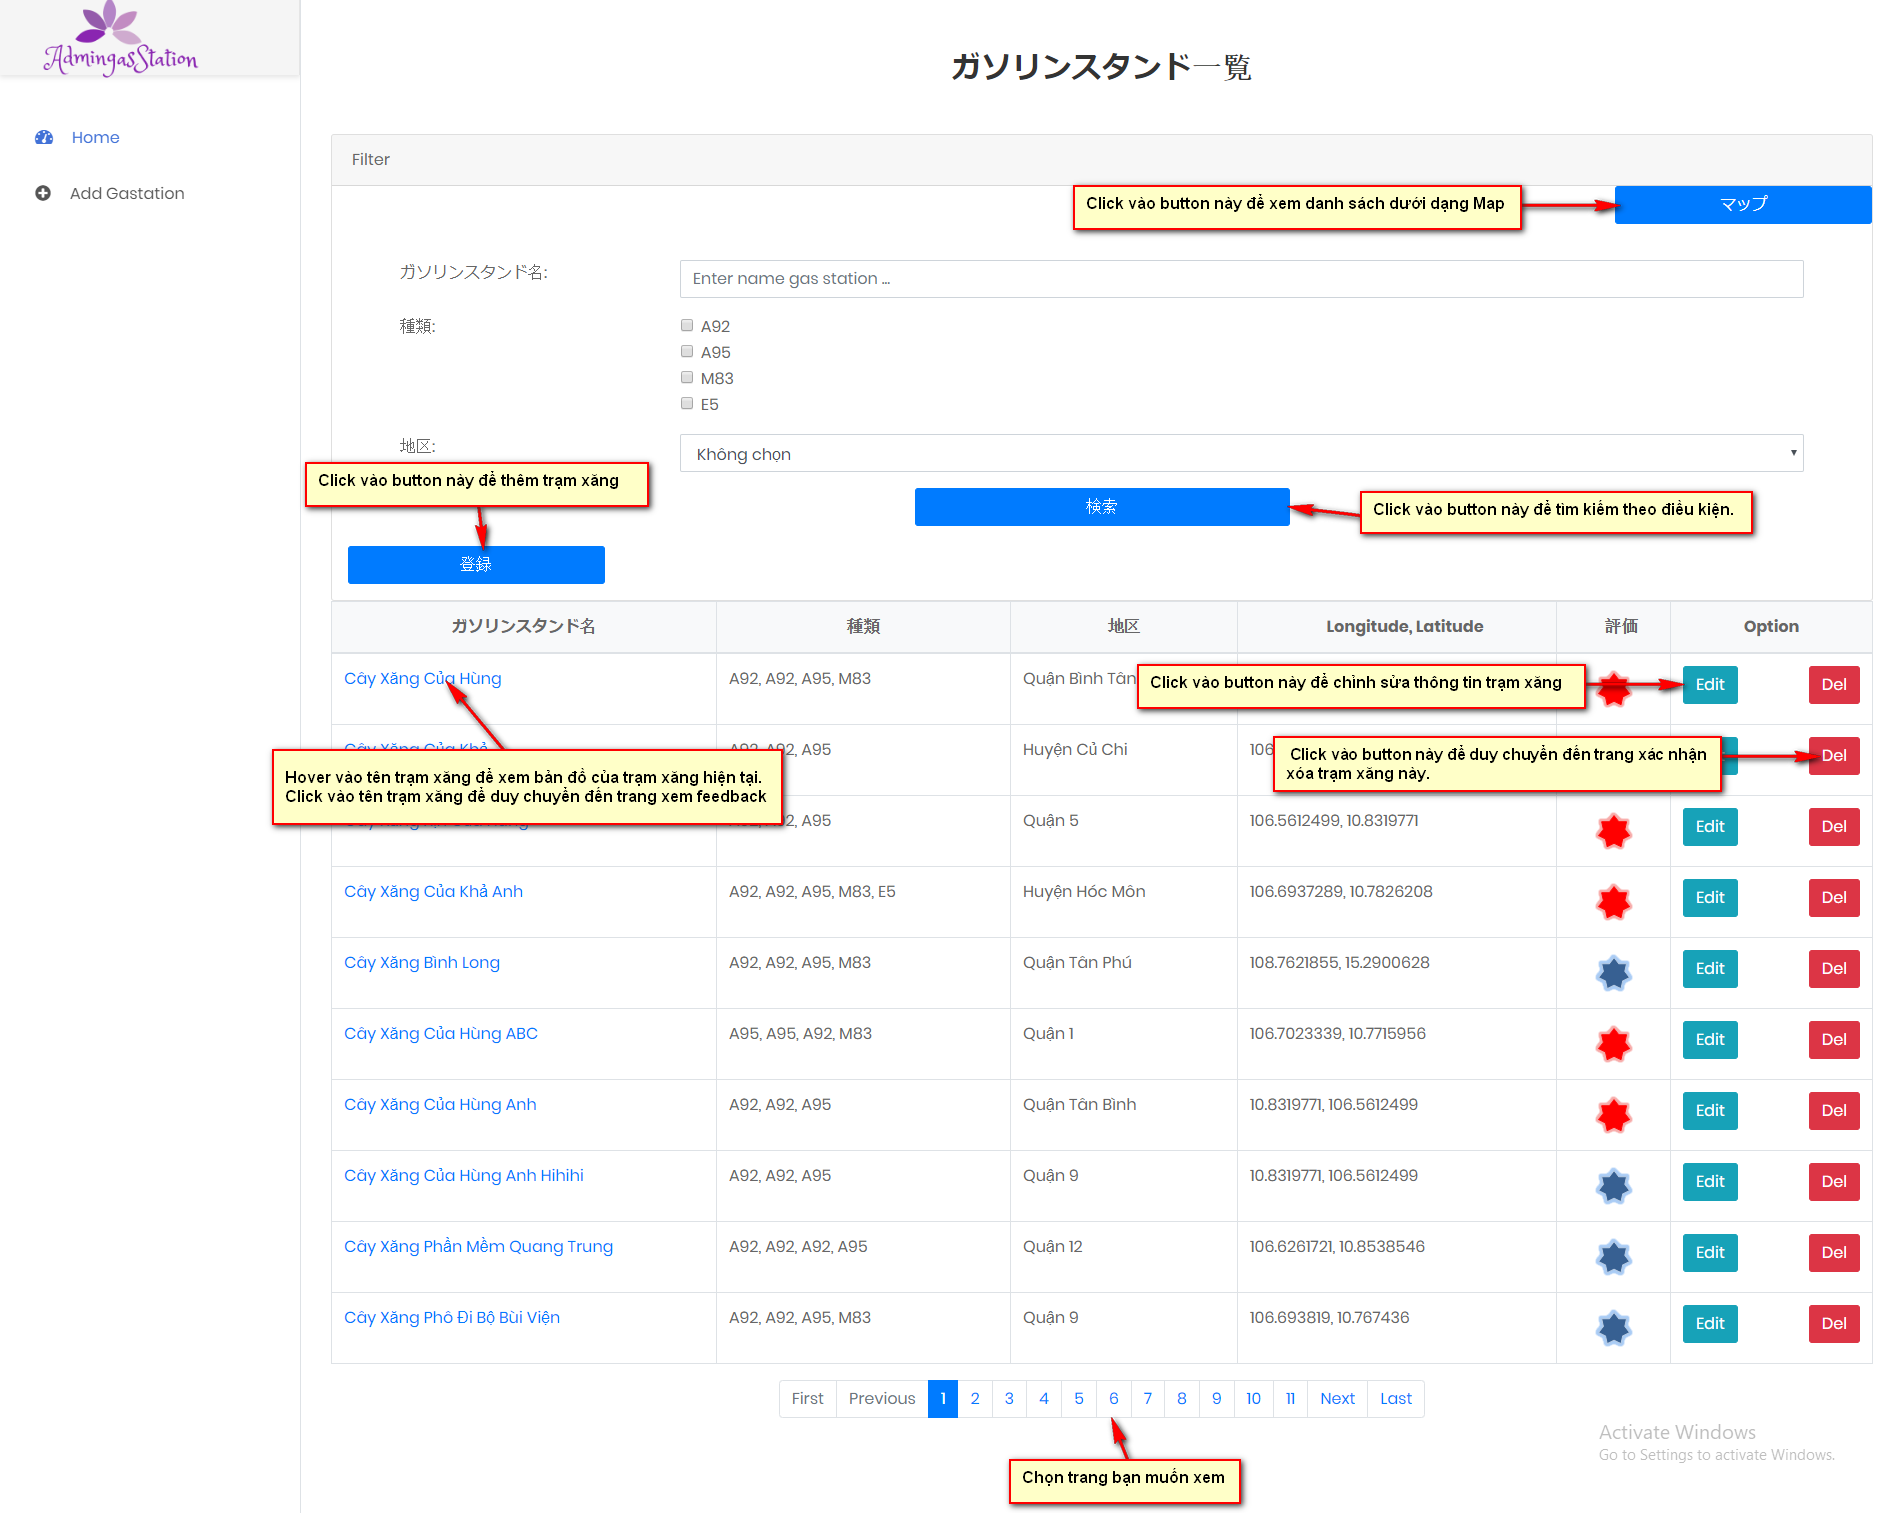 AdmingasStation
ガソリンスタンド一覧
Home
Add Gastation
Filter
Click vào button này để xem danh sách dưới dạng Map
マップ
ガソリンスタンド名:
Enter name gas station ...
種類:
A92
A95
M83
E5
地区:
Không chọn
Click vào button này để thêm trạm xăng
検索
Click vào button này để tìm kiếm theo điều kiện.
登録
ガソリンスタンド名 種類 地区 Longitude, Latitude 評価 Option
Cây Xăng Của Hùng A92, A92, A95, M83 Quận Bình Tân Edit Del
Click vào button này để chỉnh sửa thông tin trạm xăng
Cây Xăng Của Khả A92, A92, A95 Huyện Củ Chi 106 Del
Click vào button này để duy chuyển đến trang xác nhận
xóa trạm xăng này.
Hover vào tên trạm xăng để xem bản đồ của trạm xăng hiện tại.
Click vào tên trạm xăng để duy chuyển đến trang xem feedback
A95 Quận 5 106.5612499, 10.8319771 Edit Del
Cây Xăng Của Khả Anh A92, A92, A95, M83, E5 Huyện Hóc Môn 106.6937289, 10.7826208 Edit Del
Cây Xăng Bình Long A92, A92, A95, M83 Quận Tân Phú 108.7621855, 15.2900628 Edit Del
Cây Xăng Của Hùng ABC A95, A95, A92, M83 Quận 1 106.7023339, 10.7715956 Edit Del
Cây Xăng Của Hùng Anh A92, A92, A95 Quận Tân Bình 10.8319771, 106.5612499 Edit Del
Cây Xăng Của Hùng Anh Hihihi A92, A92, A95 Quận 9 10.8319771, 106.5612499 Edit Del
Cây Xăng Phần Mềm Quang Trung A92, A92, A92, A95 Quận 12 106.6261721, 10.8538546 Edit Del
Cây Xăng Phô Đi Bộ Bùi Viện A92, A92, A95, M83 Quận 9 106.693819, 10.767436 Edit Del
First Previous 1 2 3 4 5 6 7 8 9 10 11 Next Last
Chọn trang bạn muốn xem
Activate Windows
Go to Settings to activate Windows.